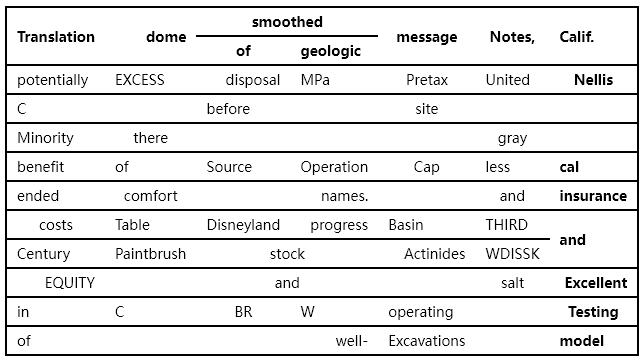 smoothed
Translation dome message Notes, Calif.
of geologic
potentially EXCESS disposal MPa Pretax United Nellis
C before site
Minority there gray
benefit of Source Operation Cap less cal
ended comfort names. and insurance
costs Table Disneyland progress Basin THIRD
and
Century Paintbrush stock Actinides WDISSK
EQUITY and salt Excellent
in C BR W operating Testing
of well- Excavations model